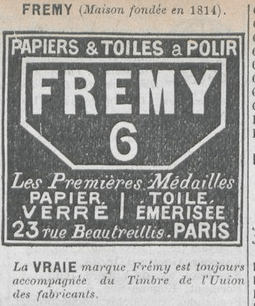 FREMY (Maison fondée en 1814).
PAPIERS & TOILES a POLIR
FREMY
6
Les Premières Médailles
PAPIER | TOILE
VERRE | ÉMERISÉE
23 rue Beautreillis. PARIS
La VRAIE marque Frémy est toujours
accompagnée du Timbre de l'Union
des fabricants.